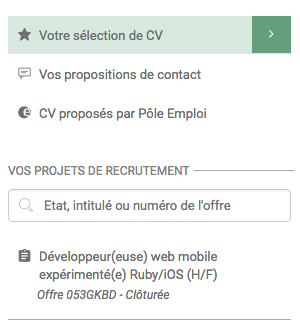 Votre sélection de CV
Vos propositions de contact
CV proposés par Pôle Emploi
VOS PROJETS DE RECRUTEMENT
Etat, intitulé ou numéro de l'offre
Développeur(euse) web mobile
expérimenté(e) Ruby/iOS (H/F)
Offre 053GKBD - Clôturée